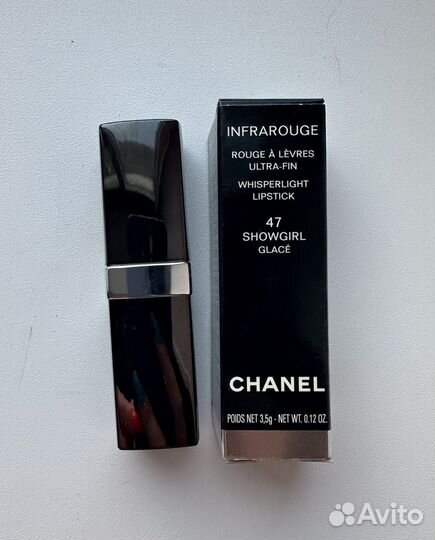 INFRAROUGE
ROUGE À LÈVRES
ULTRA-FIN
WHISPERLIGHT
LIPSTICK
47
SHOWGIRL
GLACÉ
CHANEL
POIDS NET 3,5g - NET WT. 0.12 OZ.
Avito